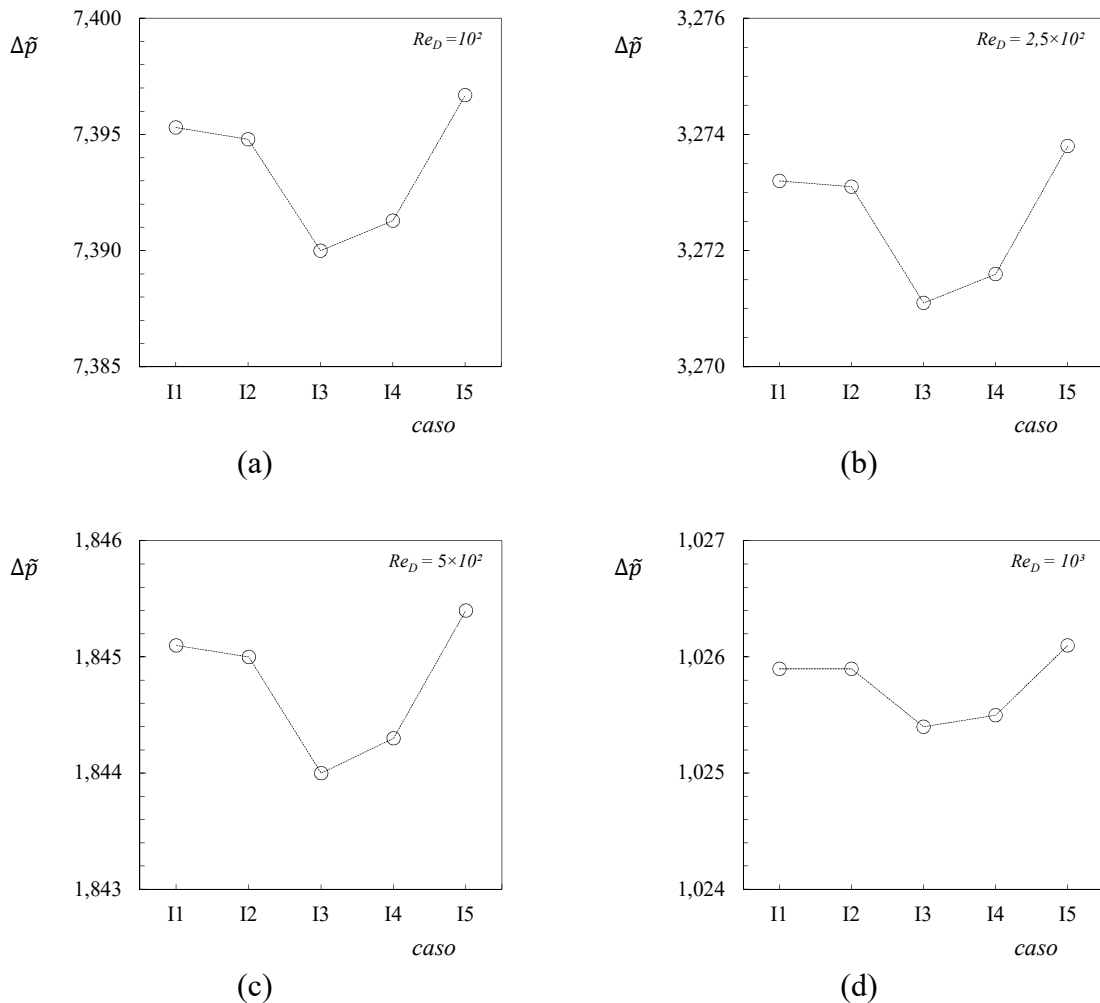 7,400
Δp̃
Re_D =10²
7,395
7,390
7,385
I1 I2 I3 I4 I5
caso
(a)
3,276
Δp̃
Re_D = 2,5×10²
3,274
3,272
3,270
I1 I2 I3 I4 I5
caso
(b)
1,846
Δp̃
Re_D = 5×10²
1,845
1,844
1,843
I1 I2 I3 I4 I5
caso
(c)
1,027
Δp̃
Re_D = 10³
1,026
1,025
1,024
I1 I2 I3 I4 I5
caso
(d)